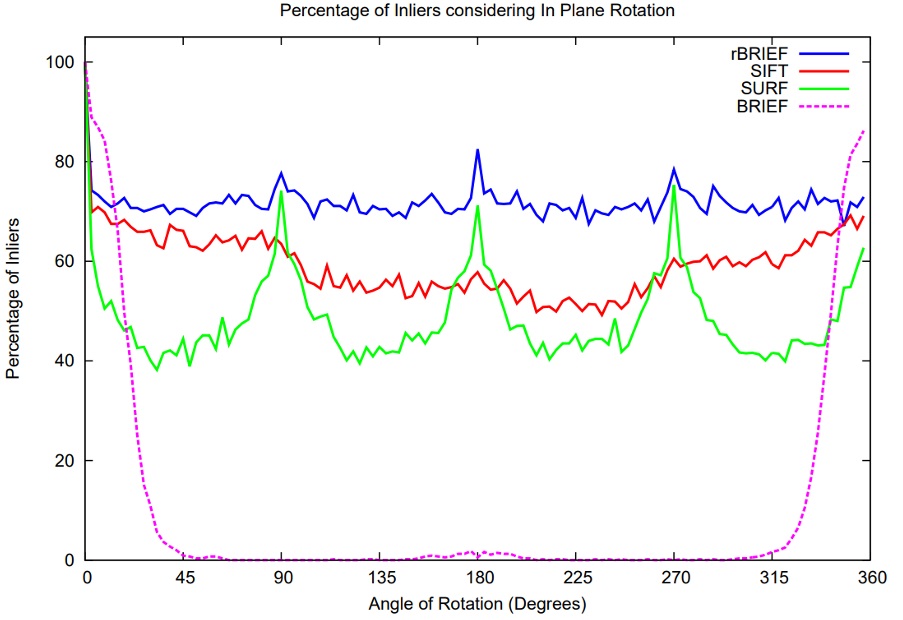 Percentage of Inliers considering In Plane Rotation
rBRIEF
SIFT
SURF
BRIEF
100
80
60
40
20
0
Percentage of Inliers
0 45 90 135 180 225 270 315 360
Angle of Rotation (Degrees)